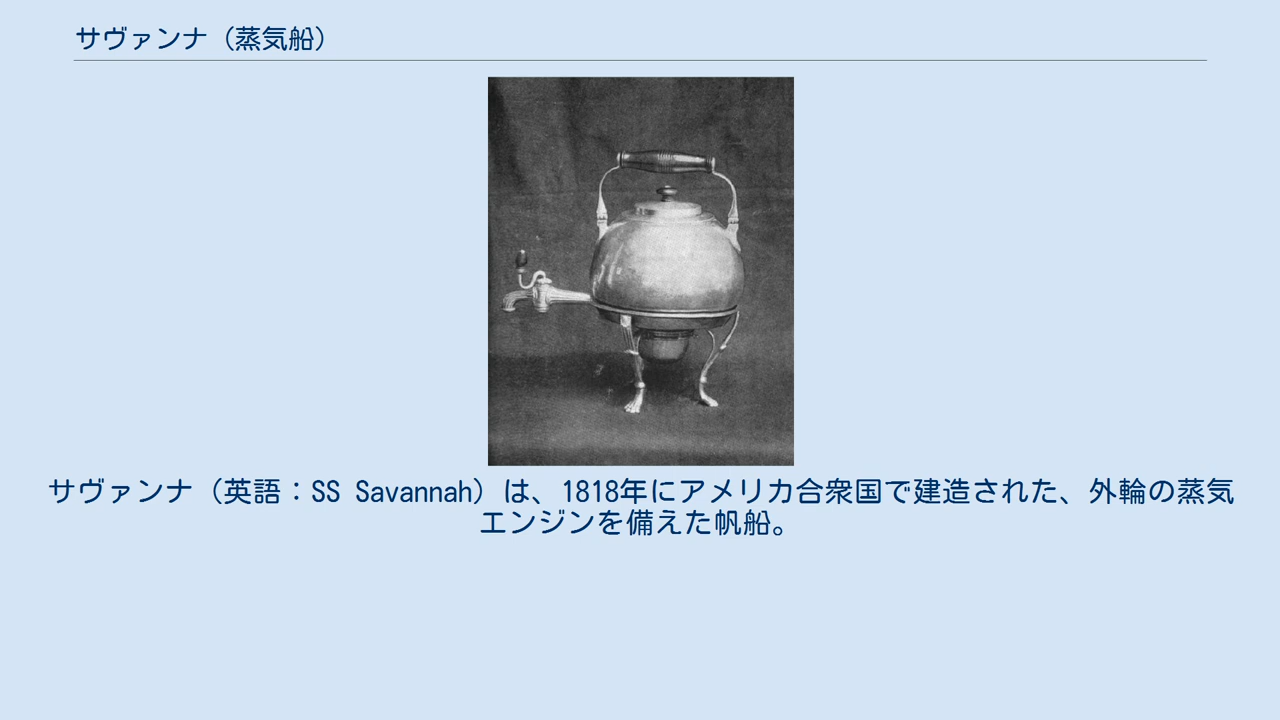 サヴァンナ（蒸気船）
サヴァンナ（英語：SS Savannah）は、1818年にアメリカ合衆国で建造された、外輪の蒸気
エンジンを備えた帆船。